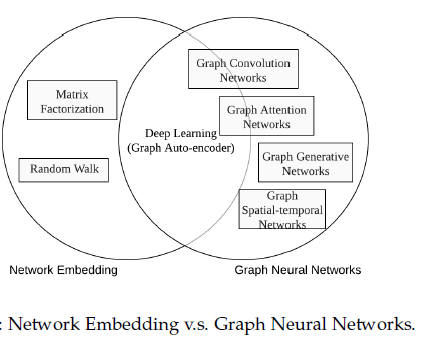 Graph Convolution
Networks
Matrix
Factorization
Graph Attention
Networks
Deep Learning
(Graph Auto-encoder)
Graph Generative
Networks
Random Walk
Graph
Spatial-temporal
Networks
Network Embedding
Graph Neural Networks
: Network Embedding v.s. Graph Neural Networks.